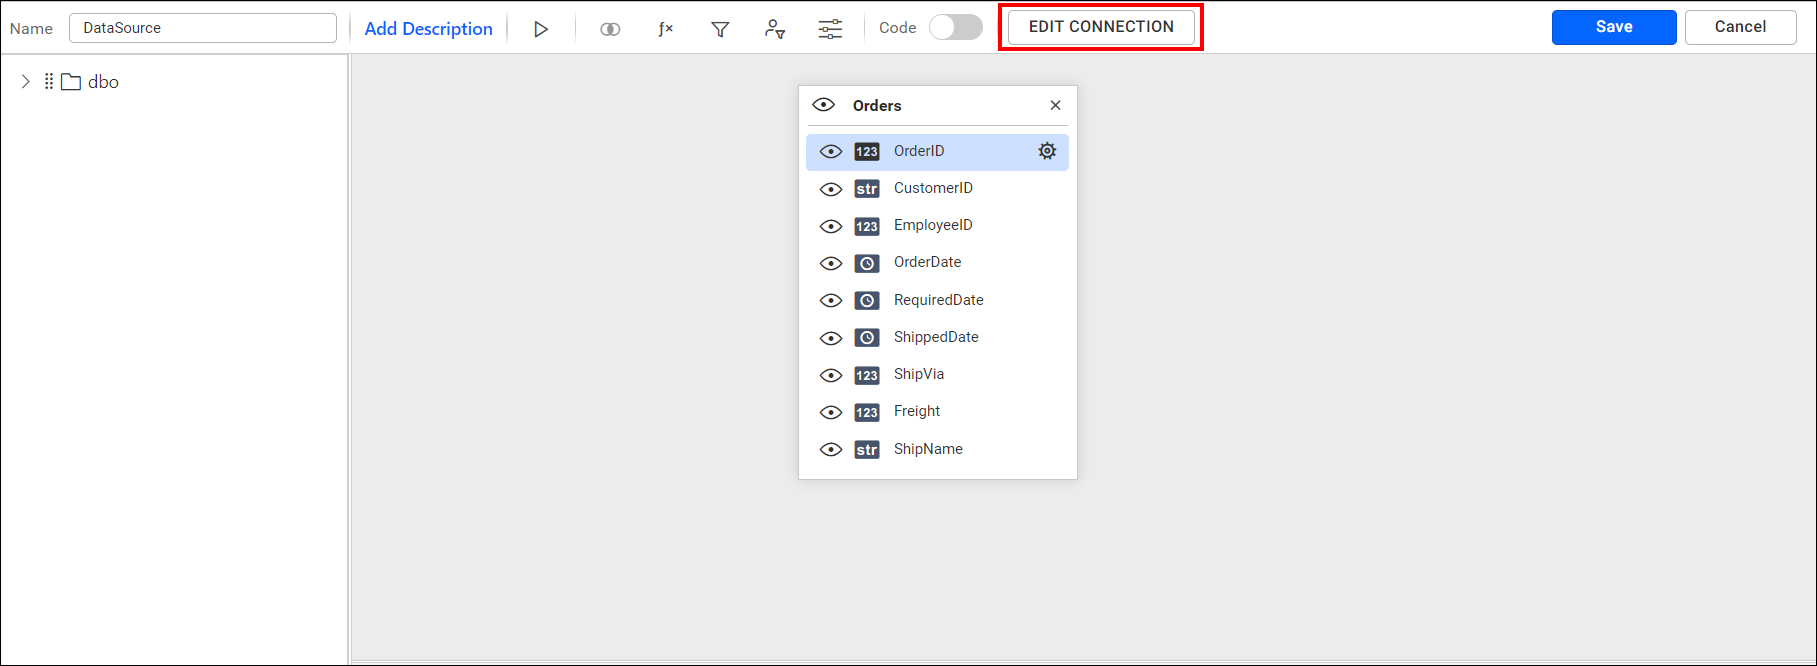 Name DataSource Add Description ƒx Code EDIT CONNECTION Save Cancel
dbo
Orders
123 OrderID
str CustomerID
123 EmployeeID
OrderDate
RequiredDate
ShippedDate
123 ShipVia
123 Freight
str ShipName